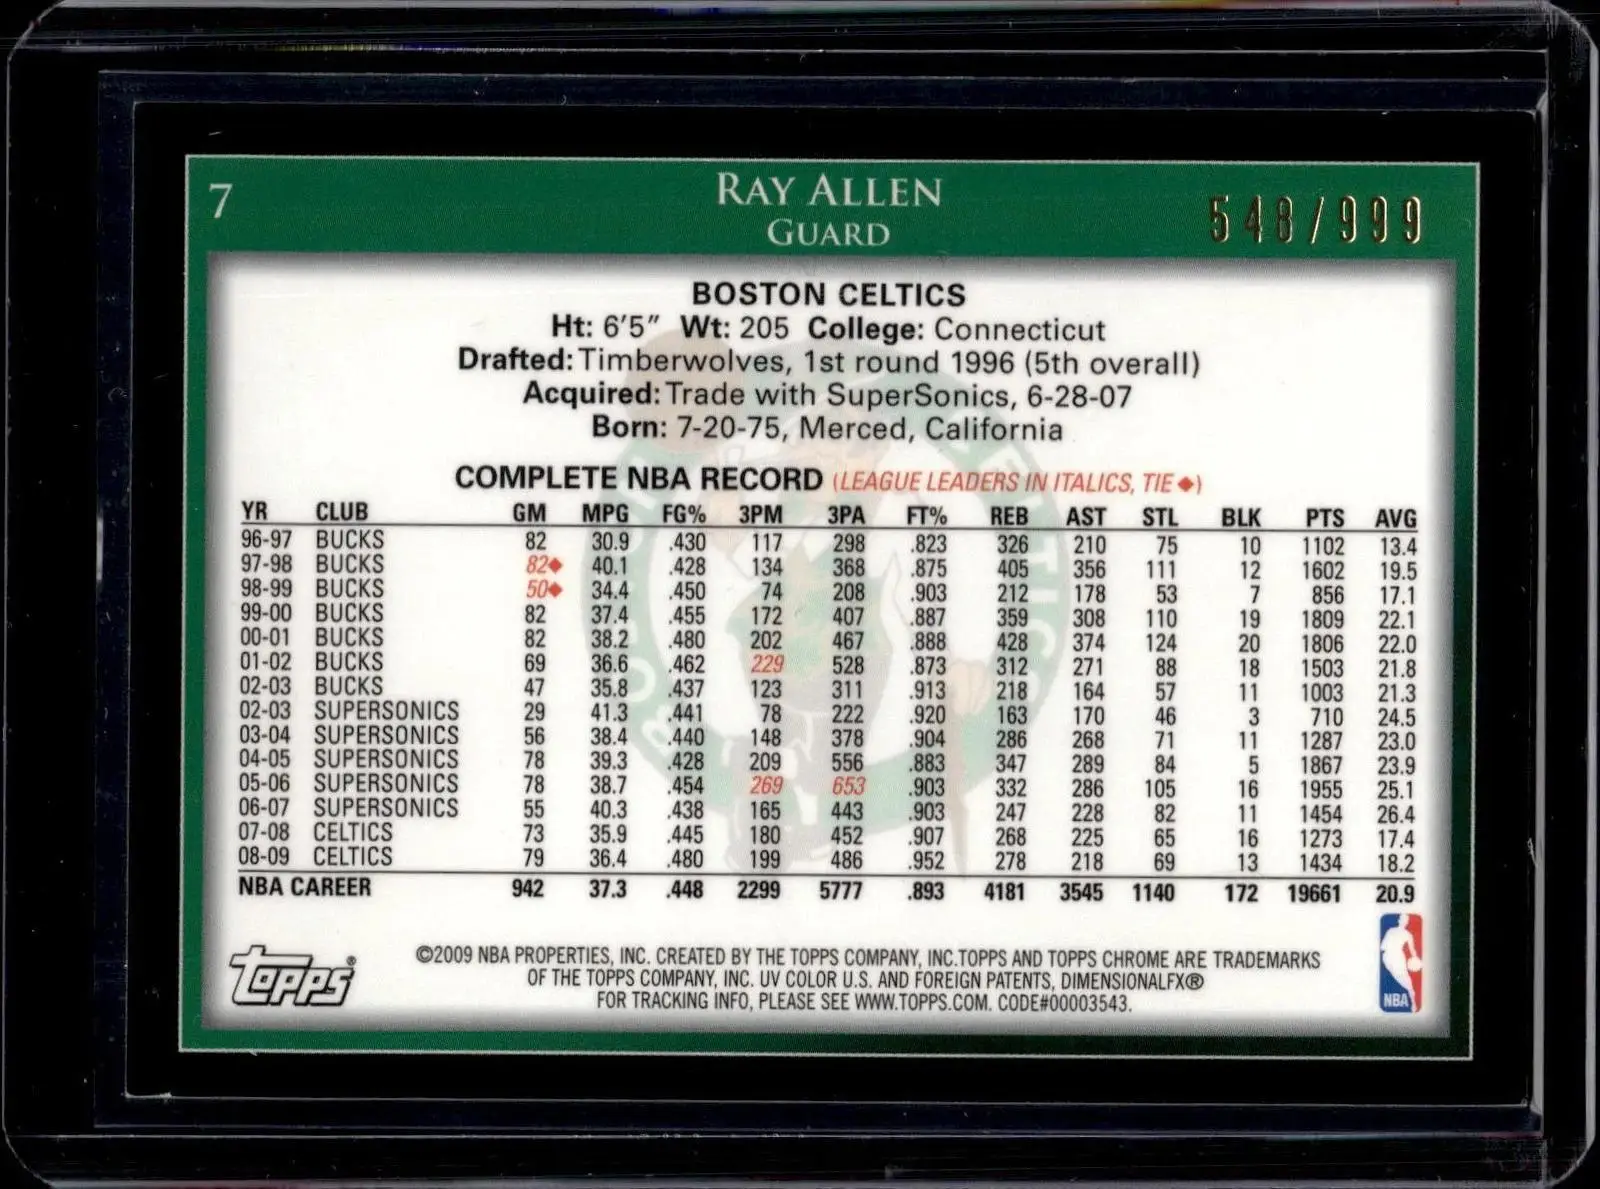 7
RAY ALLEN
GUARD
548/999
BOSTON CELTICS
Ht: 6'5" Wt: 205 College: Connecticut
Drafted: Timberwolves, 1st round 1996 (5th overall)
Acquired: Trade with SuperSonics, 6-28-07
Born: 7-20-75, Merced, California
COMPLETE NBA RECORD (LEAGUE LEADERS IN ITALICS, TIE ◆)
YR CLUB GM MPG FG% 3PM 3PA FT% REB AST STL BLK PTS AVG
96-97 BUCKS 82 30.9 .430 117 298 .823 326 210 75 10 1102 13.4
97-98 BUCKS 82◆ 40.1 .428 134 368 .875 405 356 111 12 1602 19.5
98-99 BUCKS 50◆ 34.4 .450 74 208 .903 212 178 53 7 856 17.1
99-00 BUCKS 82 37.4 .455 172 407 .887 359 308 110 19 1809 22.1
00-01 BUCKS 82 38.2 .480 202 467 .888 428 374 124 20 1806 22.0
01-02 BUCKS 69 36.6 .462 229 528 .873 312 271 88 18 1503 21.8
02-03 BUCKS 47 35.8 .437 123 311 .913 218 164 57 11 1003 21.3
02-03 SUPERSONICS 29 41.3 .441 78 222 .920 163 170 46 3 710 24.5
03-04 SUPERSONICS 56 38.4 .440 148 378 .904 286 268 71 11 1287 23.0
04-05 SUPERSONICS 78 39.3 .428 209 556 .883 347 289 84 5 1867 23.9
05-06 SUPERSONICS 78 38.7 .454 269 653 .903 332 286 105 16 1955 25.1
06-07 SUPERSONICS 55 40.3 .438 165 443 .903 247 228 82 11 1454 26.4
07-08 CELTICS 73 35.9 .445 180 452 .907 268 225 65 16 1273 17.4
08-09 CELTICS 79 36.4 .480 199 486 .952 278 218 69 13 1434 18.2
NBA CAREER 942 37.3 .448 2299 5777 .893 4181 3545 1140 172 19661 20.9
topps®
©2009 NBA PROPERTIES, INC. CREATED BY THE TOPPS COMPANY, INC.TOPPS AND TOPPS CHROME ARE TRADEMARKS
OF THE TOPPS COMPANY, INC. UV COLOR U.S. AND FOREIGN PATENTS, DIMENSIONALFX®
FOR TRACKING INFO, PLEASE SEE WWW.TOPPS.COM. CODE#00003543.
NBA